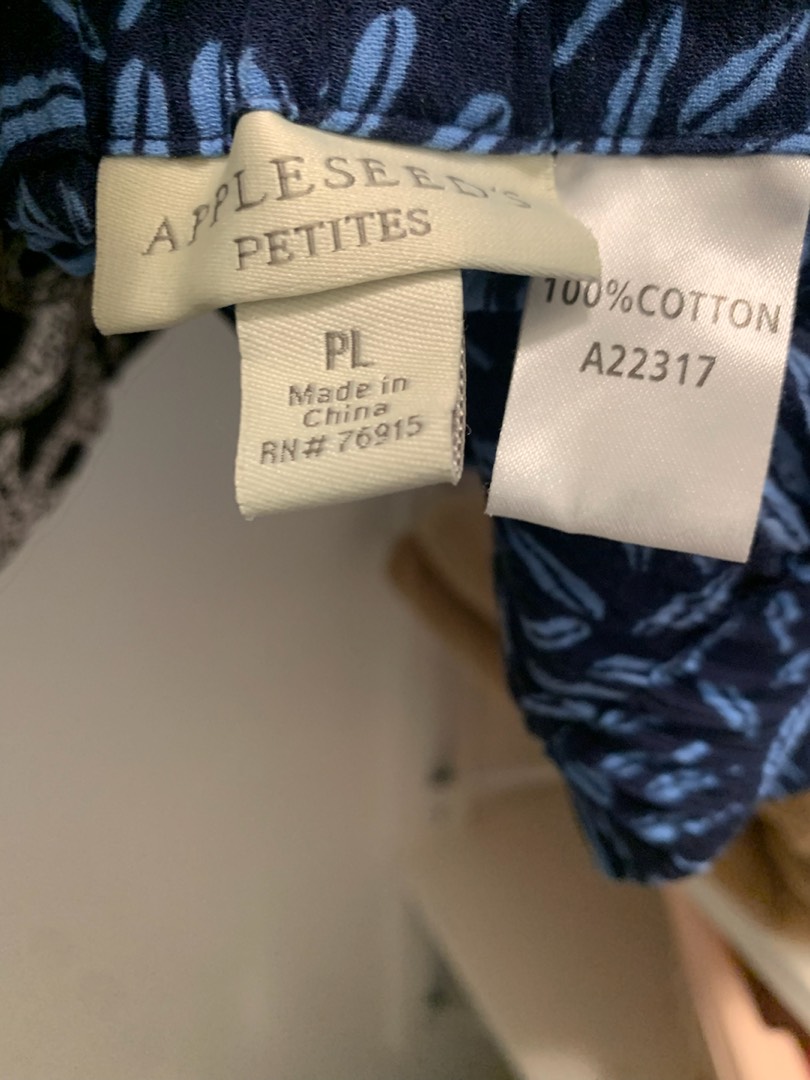 APPLESEED'S
PETITES
PL
Made in
China
RN# 76915
100%COTTON
A22317